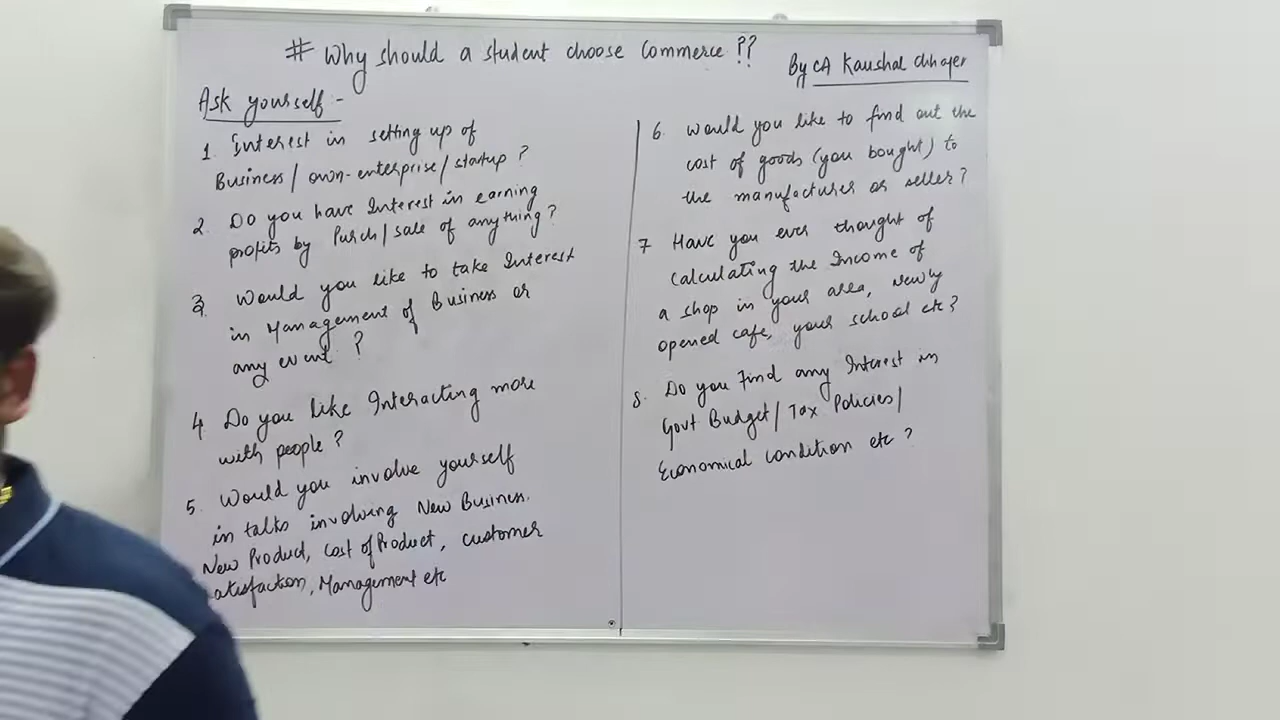 # Why should a student choose Commerce ??
By CA Kaushal Chhajer
Ask yourself :-
1. Interest in setting up of
Business / own-enterprise / startup ?
2. Do you have Interest in earning
profits by Purch / sale of anything ?
3. Would you like to take Interest
in Management of Business or
any event ?
4. Do you like Interacting more
with people ?
5. Would you involve yourself
in talks involving New Business.
New Product, Cost of Product, customer
satisfaction, Management etc
6. Would you like to find out the
cost of goods (you bought) to
the manufacturer or seller ?
7 Have you ever thought of
Calculating the Income of
a shop in your area, newly
opened cafe, your school etc ?
8. Do you Find any Interest in
Govt Budget / Tax Policies /
Economical condition etc ?